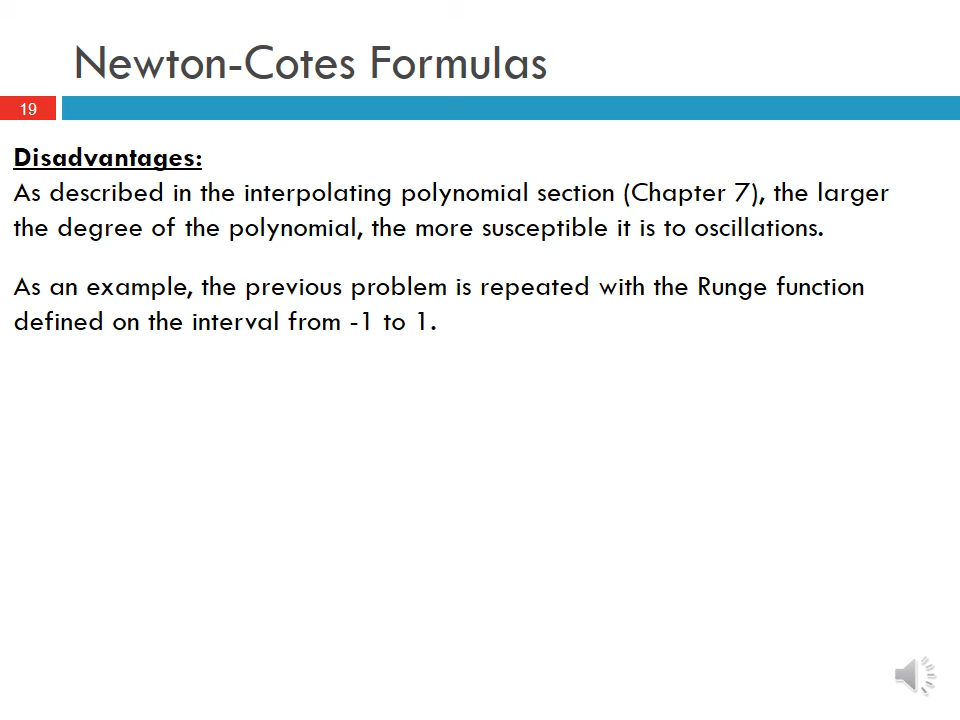 Newton-Cotes Formulas
19
Disadvantages:
As described in the interpolating polynomial section (Chapter 7), the larger
the degree of the polynomial, the more susceptible it is to oscillations.
As an example, the previous problem is repeated with the Runge function
defined on the interval from -1 to 1.